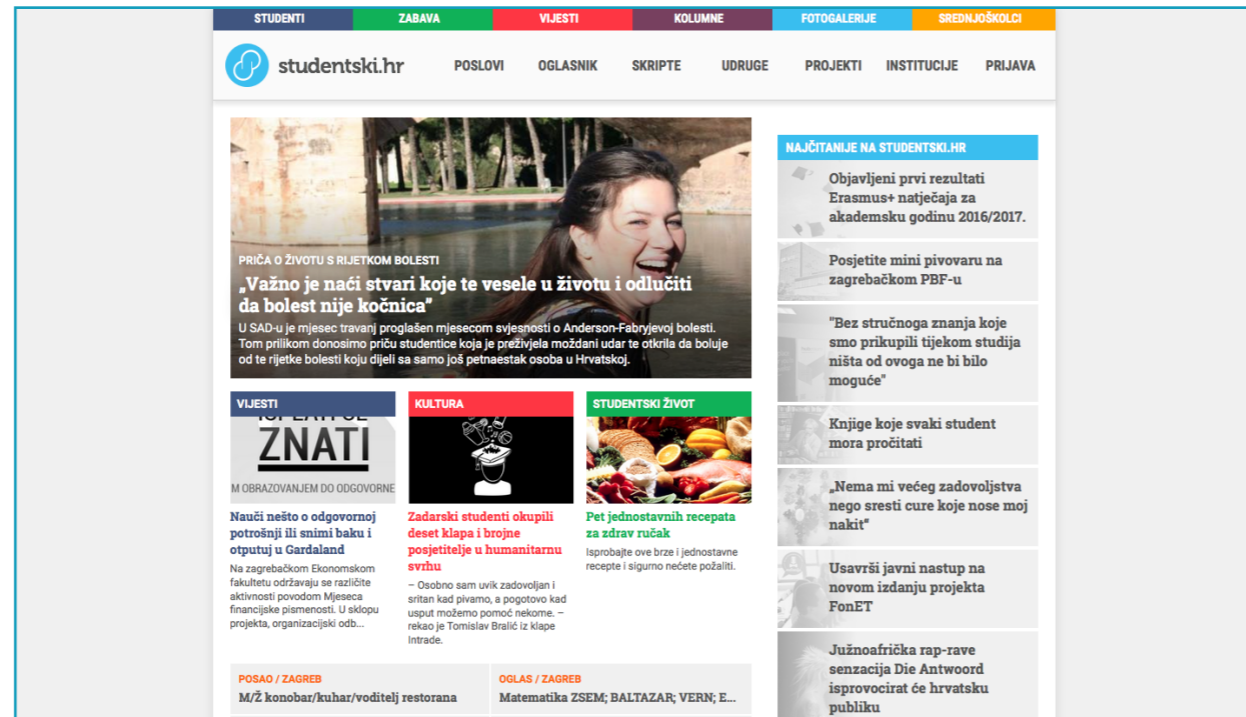 STUDENTI
ZABAVA
VIJESTI
KOLUMNE
FOTOGALERIJE
SREDNJOŠKOLCI
studentski.hr
POSLOVI
OGLASNIK
SKRIPTE
UDRUGE
PROJEKTI
INSTITUCIJE
PRIJAVA
PRIČA O ŽIVOTU S RIJETKOM BOLESTI
„Važno je naći stvari koje te vesele u životu i odlučiti
da bolest nije kočnica"
U SAD-u je mjesec travanj proglašen mjesecom svjesnosti o Anderson-Fabryjevoj bolesti.
Tom prilikom donosimo priču studentice koja je preživjela moždani udar te otkrila da boluje
od te rijetke bolesti koju dijeli sa samo još petnaestak osoba u Hrvatskoj.
VIJESTI
ZNATI
M OBRAZOVANJEM DO ODGOVORNE
Nauči nešto o odgovornoj
potrošnji ili snimi baku i
otputuj u Gardaland
Na zagrebačkom Ekonomskom
fakultetu održavaju se različite
aktivnosti povodom Mjeseca
financijske pismenosti. U sklopu
projekta, organizacijski odb...
KULTURA
Zadarski studenti okupili
deset klapa i brojne
posjetitelje u humanitarnu
svrhu
– Osobno sam uvik zadovoljan i
sritan kad pivamo, a pogotovo kad
usput možemo pomoć nekome. –
rekao je Tomislav Bralić iz klape
Intrade.
STUDENTSKI ŽIVOT
Pet jednostavnih recepata
za zdrav ručak
Isprobajte ove brze i jednostavne
recepte i sigurno nećete požaliti.
POSAO / ZAGREB
M/Ž konobar/kuhar/voditelj restorana
OGLAS / ZAGREB
Matematika ZSEM; BALTAZAR; VERN; E...
NAJČITANIJE NA STUDENTSKI.HR
Objavljeni prvi rezultati
Erasmus+ natječaja za
akademsku godinu 2016/2017.
Posjetite mini pivovaru na
zagrebačkom PBF-u
"Bez stručnoga znanja koje
smo prikupili tijekom studija
ništa od ovoga ne bi bilo
moguće"
Knjige koje svaki student
mora pročitati
„Nema mi većeg zadovoljstva
nego sresti cure koje nose moj
nakit"
Usavrši javni nastup na
novom izdanju projekta
FonET
Južnoafrička rap-rave
senzacija Die Antwoord
isprovocirat će hrvatsku
publiku